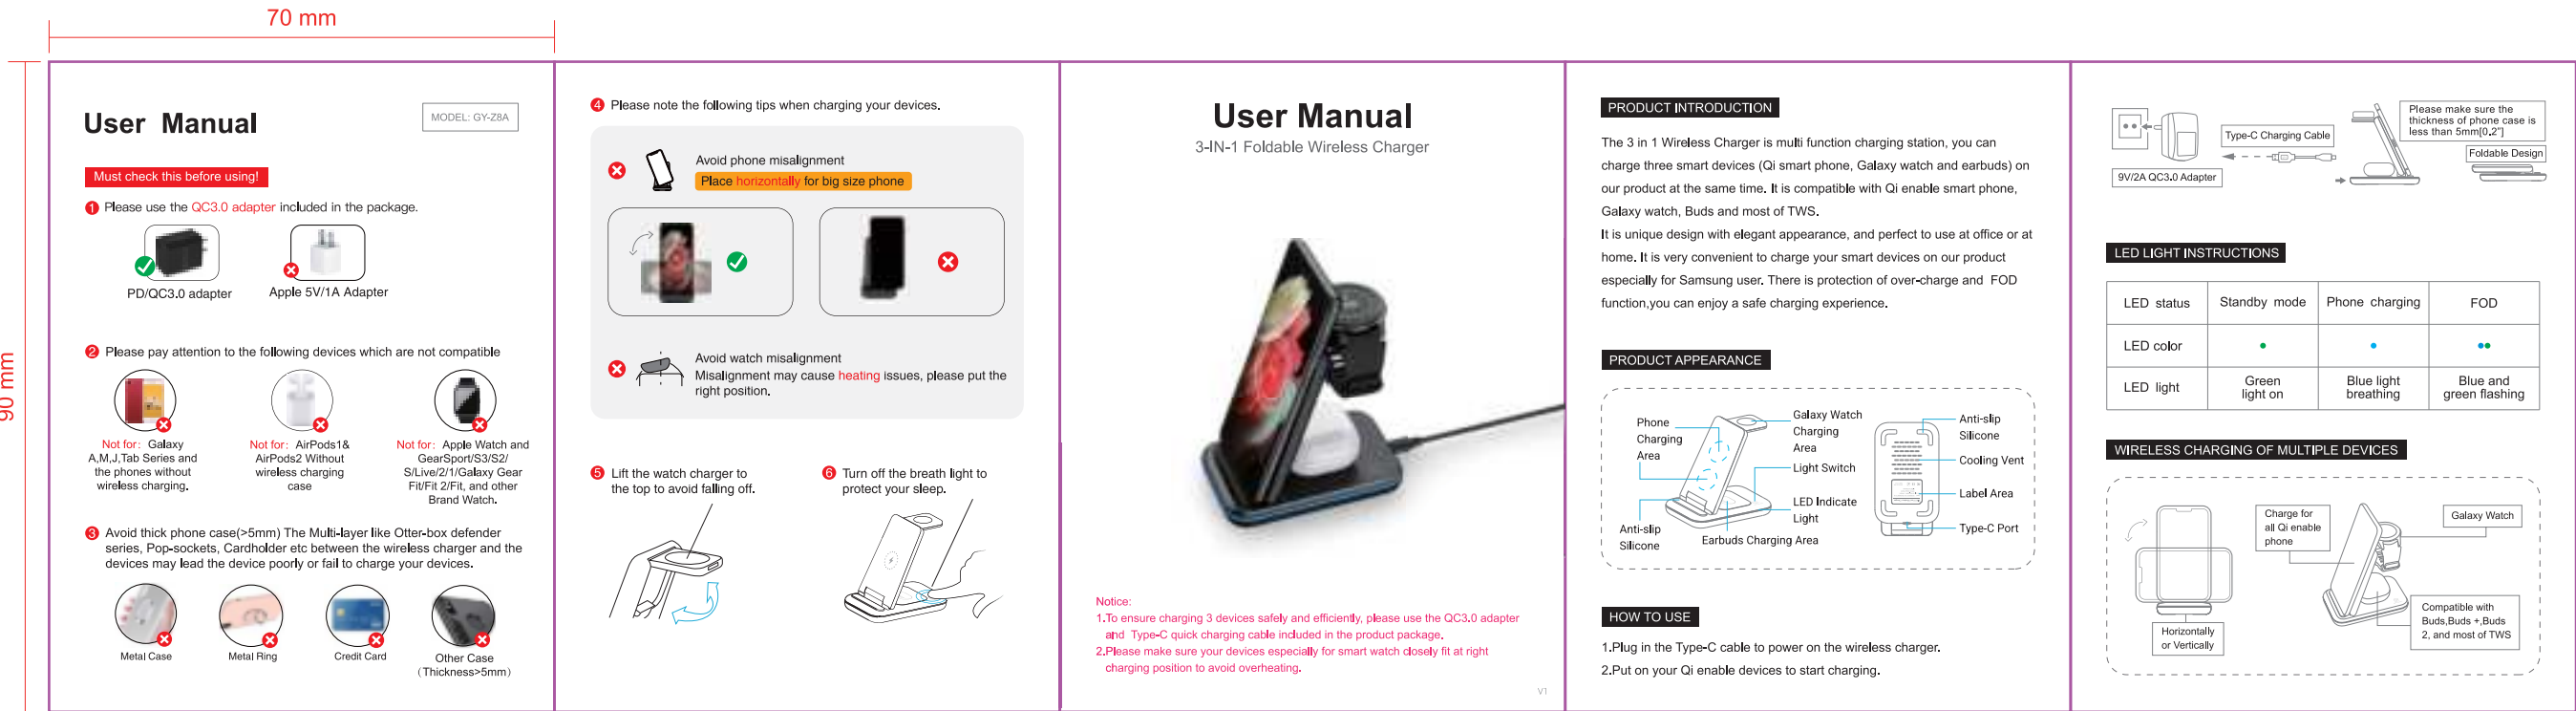 70 mm
90 mm
User Manual
MODEL: GY-Z8A
Must check this before using!
1 Please use the QC3.0 adapter included in the package.
PD/QC3.0 adapter
Apple 5V/1A Adapter
2 Please pay attention to the following devices which are not compatible
Not for: Galaxy
A,M,J,Tab Series and
the phones without
wireless charging.
Not for: AirPods1&
AirPods2 Without
wireless charging
case
Not for: Apple Watch and
GearSport/S3/S2/
S/Live/2/1/Galaxy Gear
Fit/Fit 2/Fit, and other
Brand Watch.
3 Avoid thick phone case(>5mm) The Multi-layer like Otter-box defender
series, Pop-sockets, Cardholder etc between the wireless charger and the
devices may lead the device poorly or fail to charge your devices.
Metal Case
Metal Ring
Credit Card
Other Case
(Thickness>5mm)
4 Please note the following tips when charging your devices.
Avoid phone misalignment
Place horizontally for big size phone
Avoid watch misalignment
Misalignment may cause heating issues, please put the
right position.
5 Lift the watch charger to
the top to avoid falling off.
6 Turn off the breath light to
protect your sleep.
User Manual
3-IN-1 Foldable Wireless Charger
Notice:
1.To ensure charging 3 devices safely and efficiently, please use the QC3.0 adapter
and Type-C quick charging cable included in the product package.
2.Please make sure your devices especially for smart watch closely fit at right
charging position to avoid overheating.
V1
PRODUCT INTRODUCTION
The 3 in 1 Wireless Charger is multi function charging station, you can
charge three smart devices (Qi smart phone, Galaxy watch and earbuds) on
our product at the same time. It is compatible with Qi enable smart phone,
Galaxy watch, Buds and most of TWS.
It is unique design with elegant appearance, and perfect to use at office or at
home. It is very convenient to charge your smart devices on our product
especially for Samsung user. There is protection of over-charge and FOD
function,you can enjoy a safe charging experience.
PRODUCT APPEARANCE
Phone
Charging
Area
Anti-slip
Silicone
Galaxy Watch
Charging
Area
Light Switch
LED Indicate
Light
Earbuds Charging Area
Anti-slip
Silicone
Cooling Vent
Label Area
Type-C Port
HOW TO USE
1.Plug in the Type-C cable to power on the wireless charger.
2.Put on your Qi enable devices to start charging.
9V/2A QC3.0 Adapter
Type-C Charging Cable
Please make sure the
thickness of phone case is
less than 5mm[0.2"]
Foldable Design
LED LIGHT INSTRUCTIONS
LED status Standby mode Phone charging FOD
LED color
LED light
Green
light on
Blue light
breathing
Blue and
green flashing
WIRELESS CHARGING OF MULTIPLE DEVICES
Horizontally
or Vertically
Charge for
all Qi enable
phone
Galaxy Watch
Compatible with
Buds,Buds +,Buds
2, and most of TWS